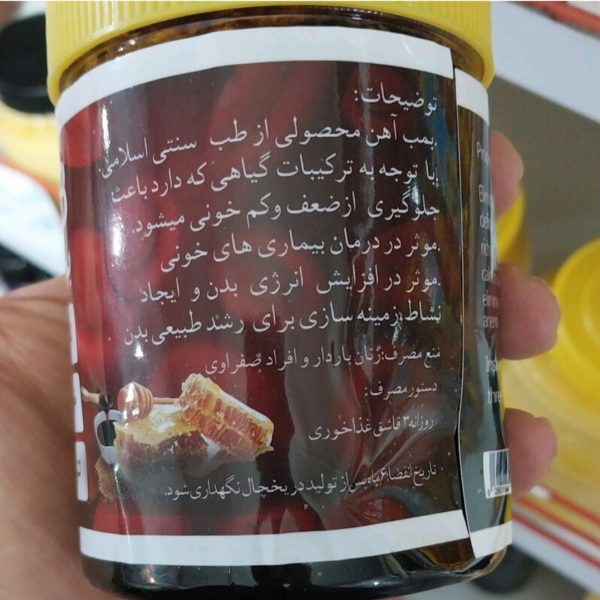 توضیحات:
.بمب آهن محصولی از طب سنتی اسلامی.
با توجه به ترکیبات گیاهی که دارد باعث
جلوگیری از ضعف وکم خونی میشود.
.موثر در درمان بیماری های خونی
.موثر در افزایش انرژی بدن و ایجاد
نشاط،زمینه سازی برای رشد طبیعی بدن
منع مصرف:زنان باردار و افراد صفراوی
دستور مصرف:
روزانه ۳ قاشق غذاخوری
تاریخ انقضا:۶ماه پس از تولید در یخچال نگهداری شود.